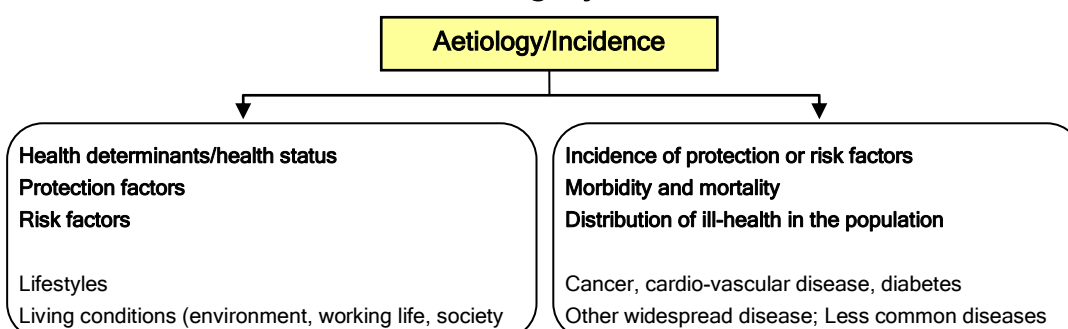 Aetiology/Incidence
Health determinants/health status
Protection factors
Risk factors
Lifestyles
Living conditions (environment, working life, society
Incidence of protection or risk factors
Morbidity and mortality
Distribution of ill-health in the population
Cancer, cardio-vascular disease, diabetes
Other widespread disease; Less common diseases